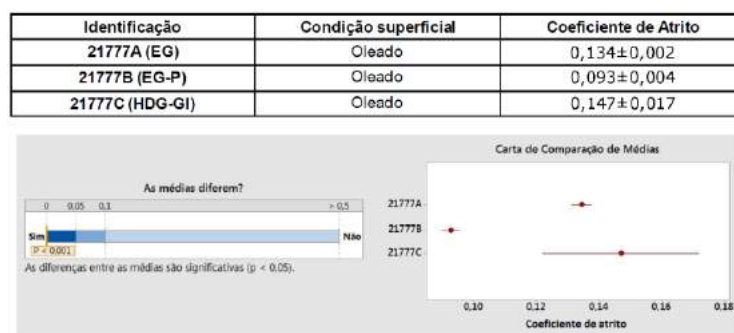 Identificação Condição superficial Coeficiente de Atrito
21777A (EG) Oleado 0,134±0,002
21777B (EG-P) Oleado 0,093±0,004
21777C (HDG-GI) Oleado 0,147±0,017
As médias diferem?
0 0,05 0,1 > 0,5
Sim Não
P < 0,001
As diferenças entre as médias são significativas (p < 0.05).
Carta de Comparação de Médias
21777A
21777B
21777C
0,10 0,12 0,14 0,16 0,18
Coeficiente de atrito